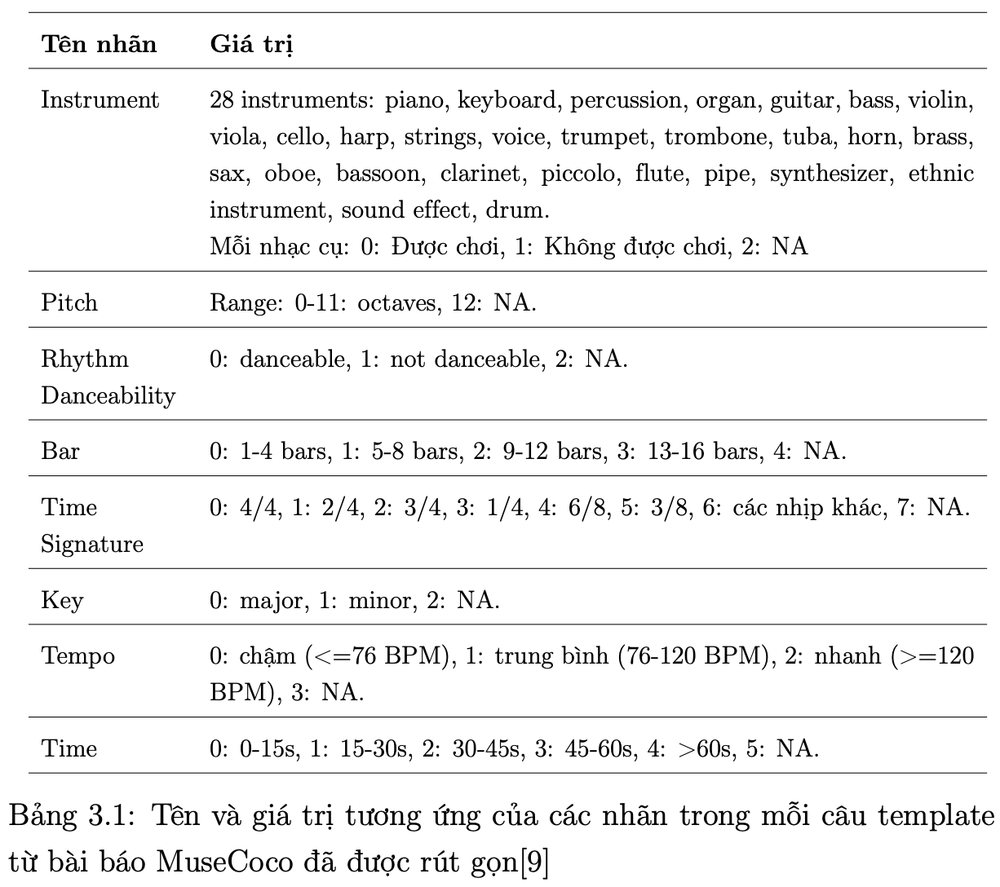 Tên nhãn Giá trị
Instrument 28 instruments: piano, keyboard, percussion, organ, guitar, bass, violin,
viola, cello, harp, strings, voice, trumpet, trombone, tuba, horn, brass,
sax, oboe, bassoon, clarinet, piccolo, flute, pipe, synthesizer, ethnic
instrument, sound effect, drum.
Mỗi nhạc cụ: 0: Được chơi, 1: Không được chơi, 2: NA
Pitch Range: 0-11: octaves, 12: NA.
Rhythm 0: danceable, 1: not danceable, 2: NA.
Danceability
Bar 0: 1-4 bars, 1: 5-8 bars, 2: 9-12 bars, 3: 13-16 bars, 4: NA.
Time 0: 4/4, 1: 2/4, 2: 3/4, 3: 1/4, 4: 6/8, 5: 3/8, 6: các nhịp khác, 7: NA.
Signature
Key 0: major, 1: minor, 2: NA.
Tempo 0: chậm (<=76 BPM), 1: trung bình (76-120 BPM), 2: nhanh (>=120
BPM), 3: NA.
Time 0: 0-15s, 1: 15-30s, 2: 30-45s, 3: 45-60s, 4: >60s, 5: NA.
Bảng 3.1: Tên và giá trị tương ứng của các nhãn trong mỗi câu template
từ bài báo MuseCoco đã được rút gọn[9]